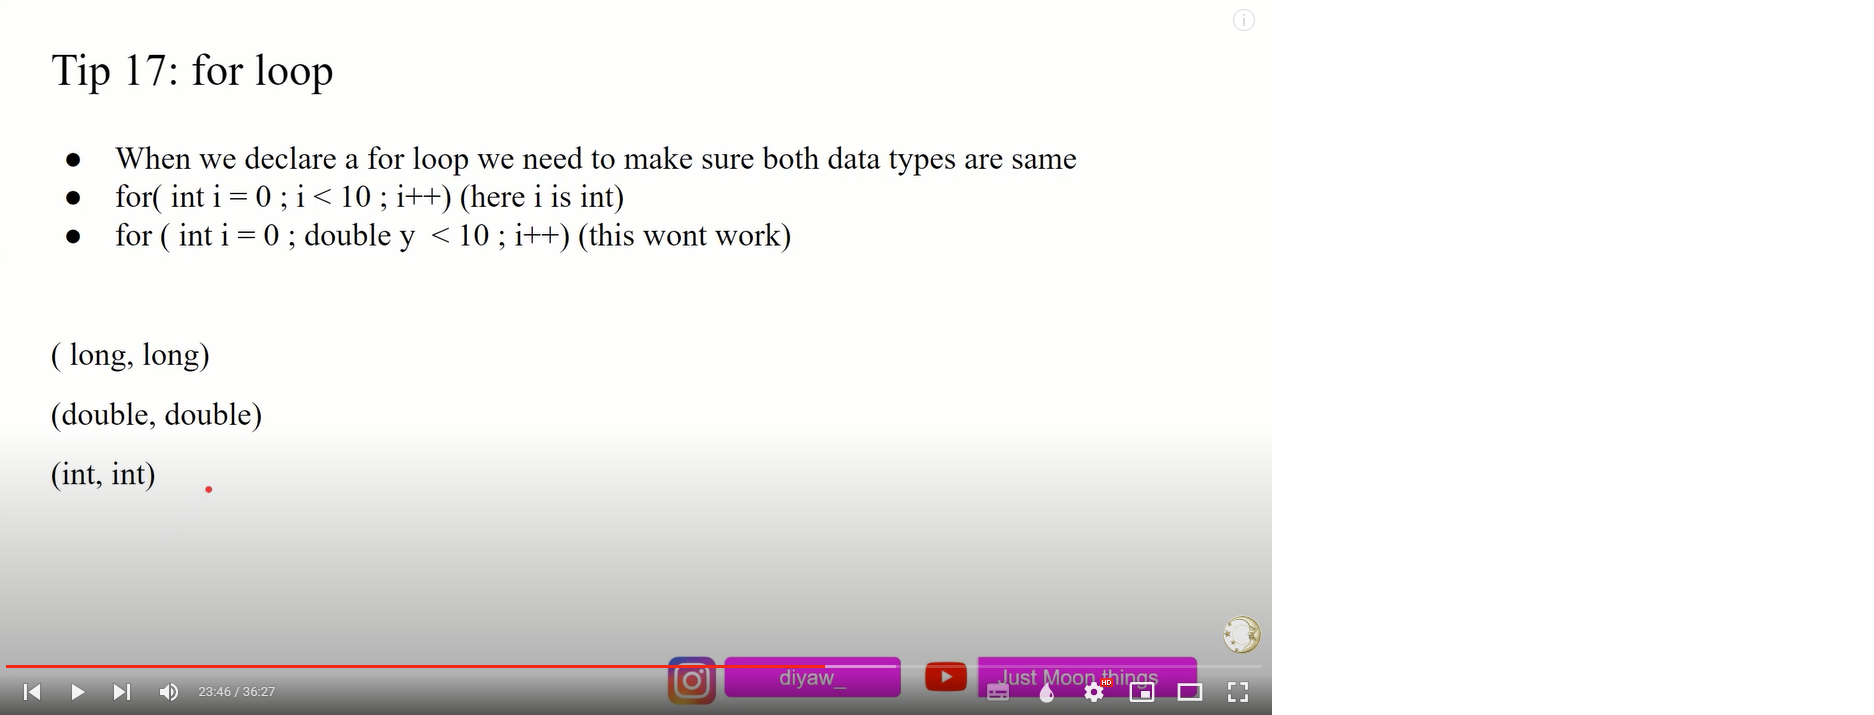 Tip 17: for loop
● When we declare a for loop we need to make sure both data types are same
● for( int i = 0 ; i < 10 ; i++) (here i is int)
● for ( int i = 0 ; double y < 10 ; i++) (this wont work)
( long, long)
(double, double)
(int, int)
diyaw_
Just Moon things
23:46 / 36:27
HD